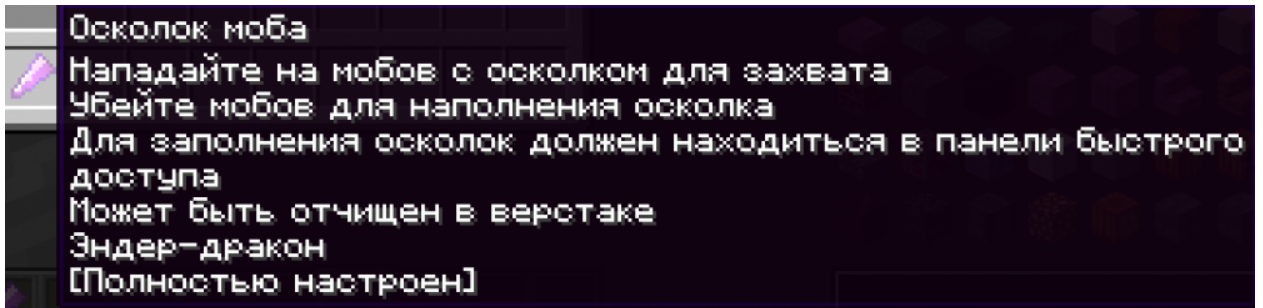 Осколок моба
Нападайте на мобов с осколком для захвата
Убейте мобов для наполнения осколка
Для заполнения осколок должен находиться в панели быстрого
доступа
Может быть отчищен в верстаке
Эндер-дракон
[Полностью настроен]